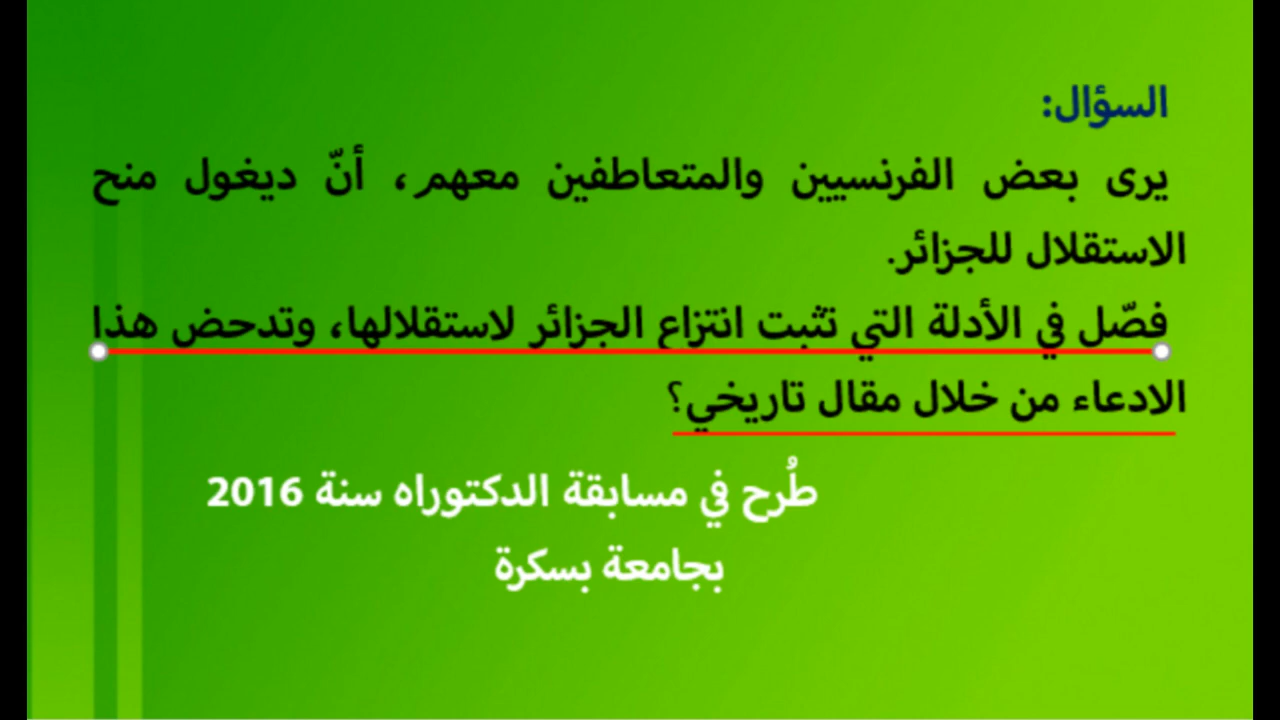 السؤال:
يرى بعض الفرنسيين والمتعاطفين معهم، أنّ ديغول منح
الاستقلال للجزائر.
فصّل في الأدلة التي تثبت انتزاع الجزائر لاستقلالها، وتدحض هذا
الادعاء من خلال مقال تاريخي؟
طُرح في مسابقة الدكتوراه سنة 2016
بجامعة بسكرة